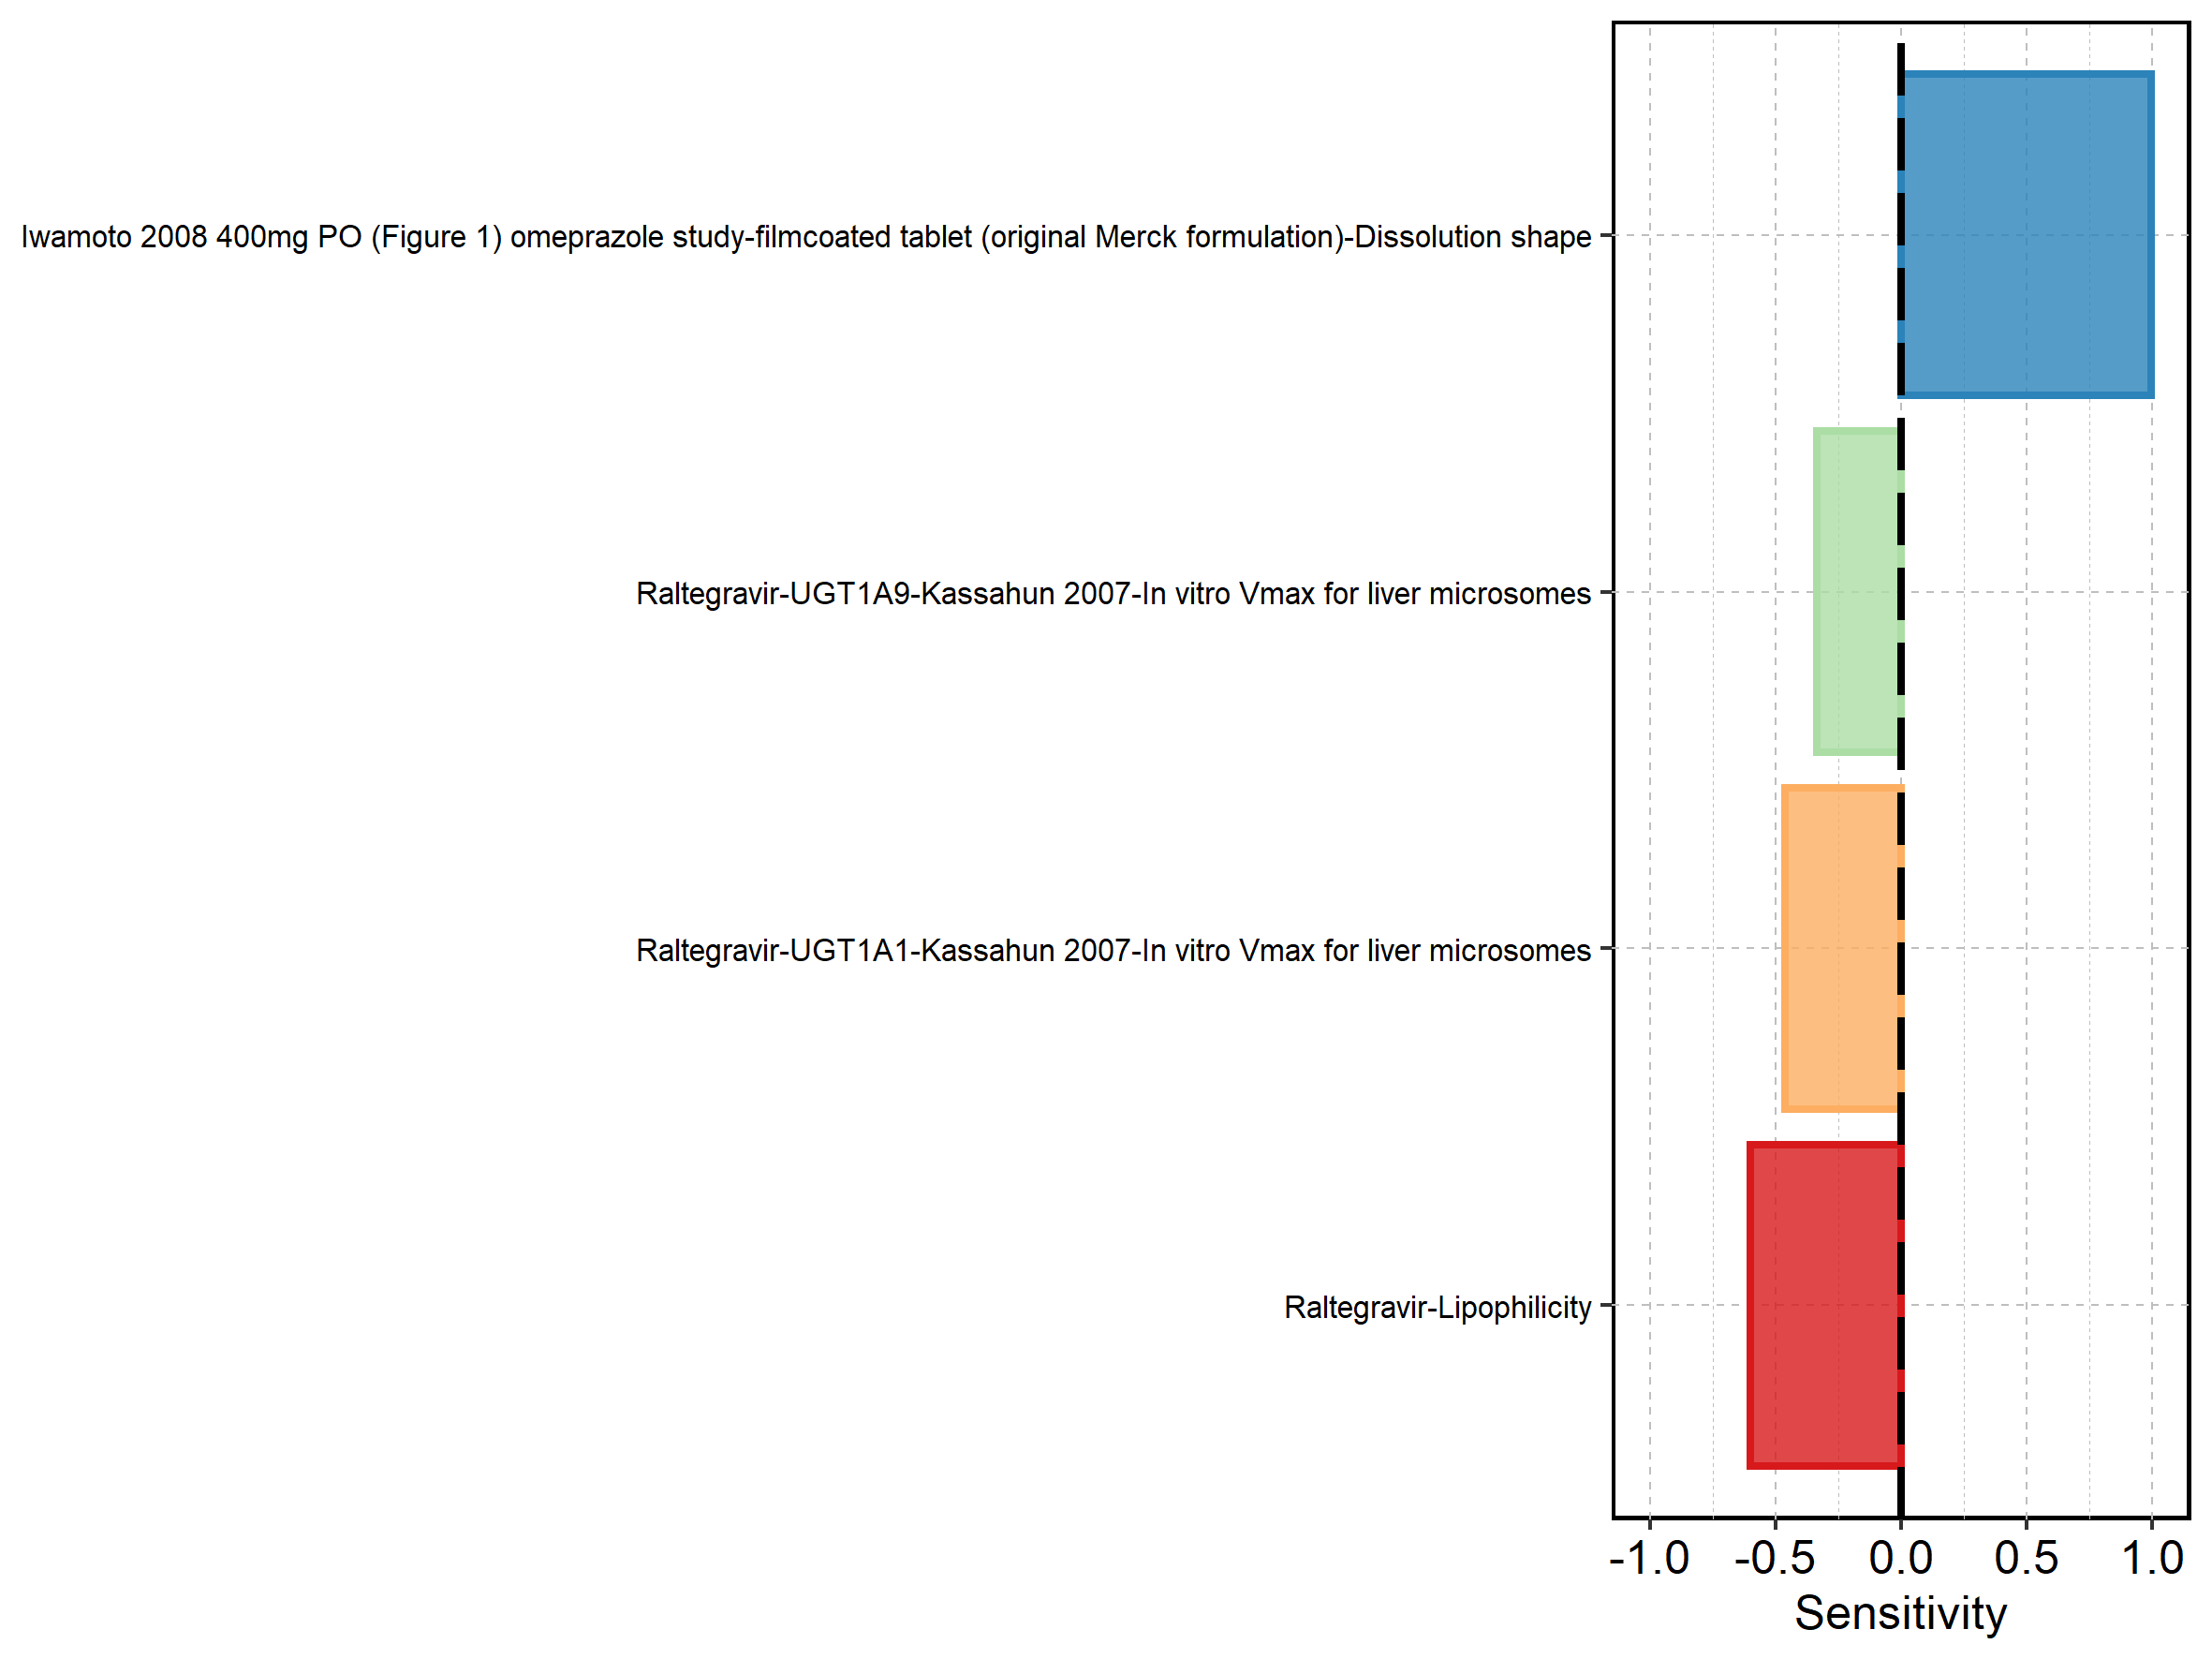 Iwamoto 2008 400mg PO (Figure 1) omeprazole study-filmcoated tablet (original Merck formulation)-Dissolution shape
Raltegravir-UGT1A9-Kassahun 2007-In vitro Vmax for liver microsomes
Raltegravir-UGT1A1-Kassahun 2007-In vitro Vmax for liver microsomes
Raltegravir-Lipophilicity
-1.0 -0.5 0.0 0.5 1.0
Sensitivity